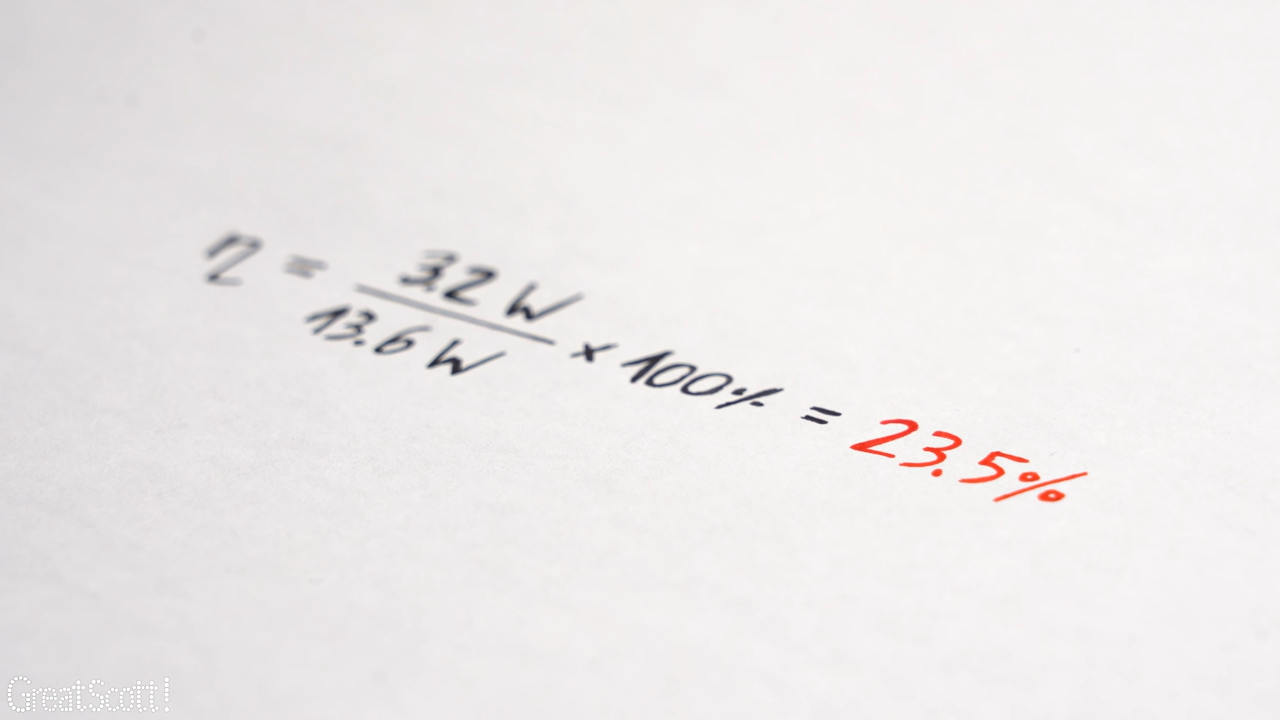 η = 3.2 W / 13.6 W × 100% = 23.5%
GreatScott!